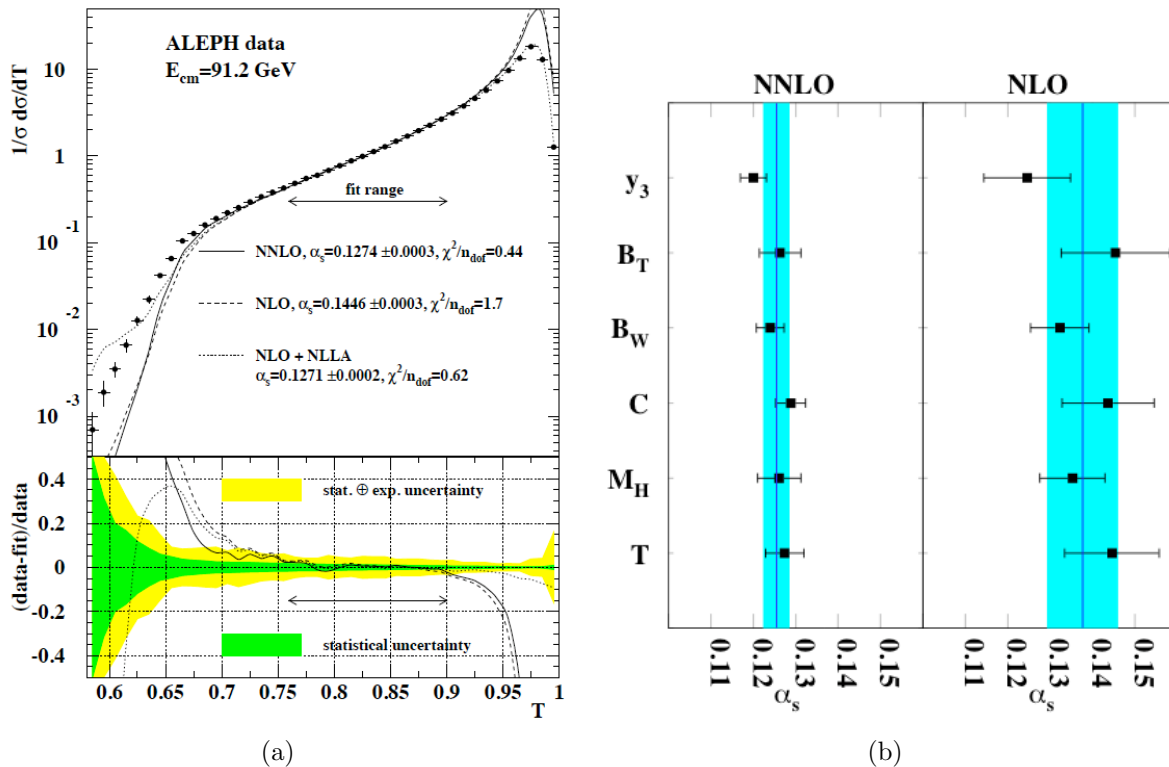 ALEPH data
E_cm=91.2 GeV
1/σ dσ/dT
10
1
10^-1
10^-2
10^-3
fit range
NNLO, α_s=0.1274 ±0.0003, χ²/n_dof=0.44
NLO, α_s=0.1446 ±0.0003, χ²/n_dof=1.7
NLO + NLLA
α_s=0.1271 ±0.0002, χ²/n_dof=0.62
(data-fit)/data
0.4
0.2
0
-0.2
-0.4
stat. ⊕ exp. uncertainty
statistical uncertainty
0.6 0.65 0.7 0.75 0.8 0.85 0.9 0.95 1
T
(a)
NNLO NLO
y_3
B_T
B_W
C
M_H
T
0.11 0.12 0.13 0.14 0.15 0.11 0.12 0.13 0.14 0.15
α_s α_s
(b)